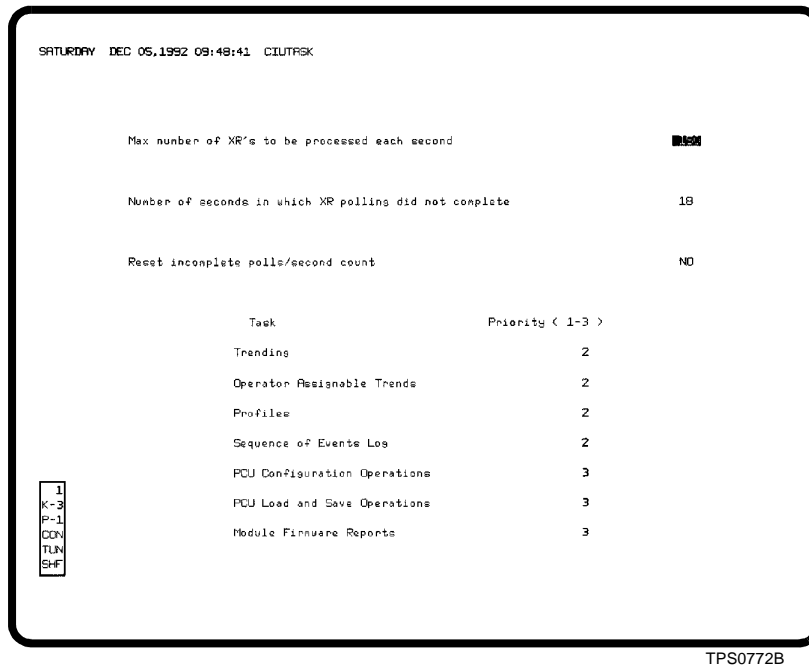 SATURDAY DEC 05,1992 09:48:41 CIUTASK
Max number of XR's to be processed each second
Number of seconds in which XR polling did not complete 18
Reset incomplete polls/second count NO
Task Priority ( 1-3 )
Trending 2
Operator Assignable Trends 2
Profiles 2
Sequence of Events Log 2
PCU Configuration Operations 3
PCU Load and Save Operations 3
Module Firmware Reports 3
1
K-3
P-1
CON
TUN
SHF
TPS0772B